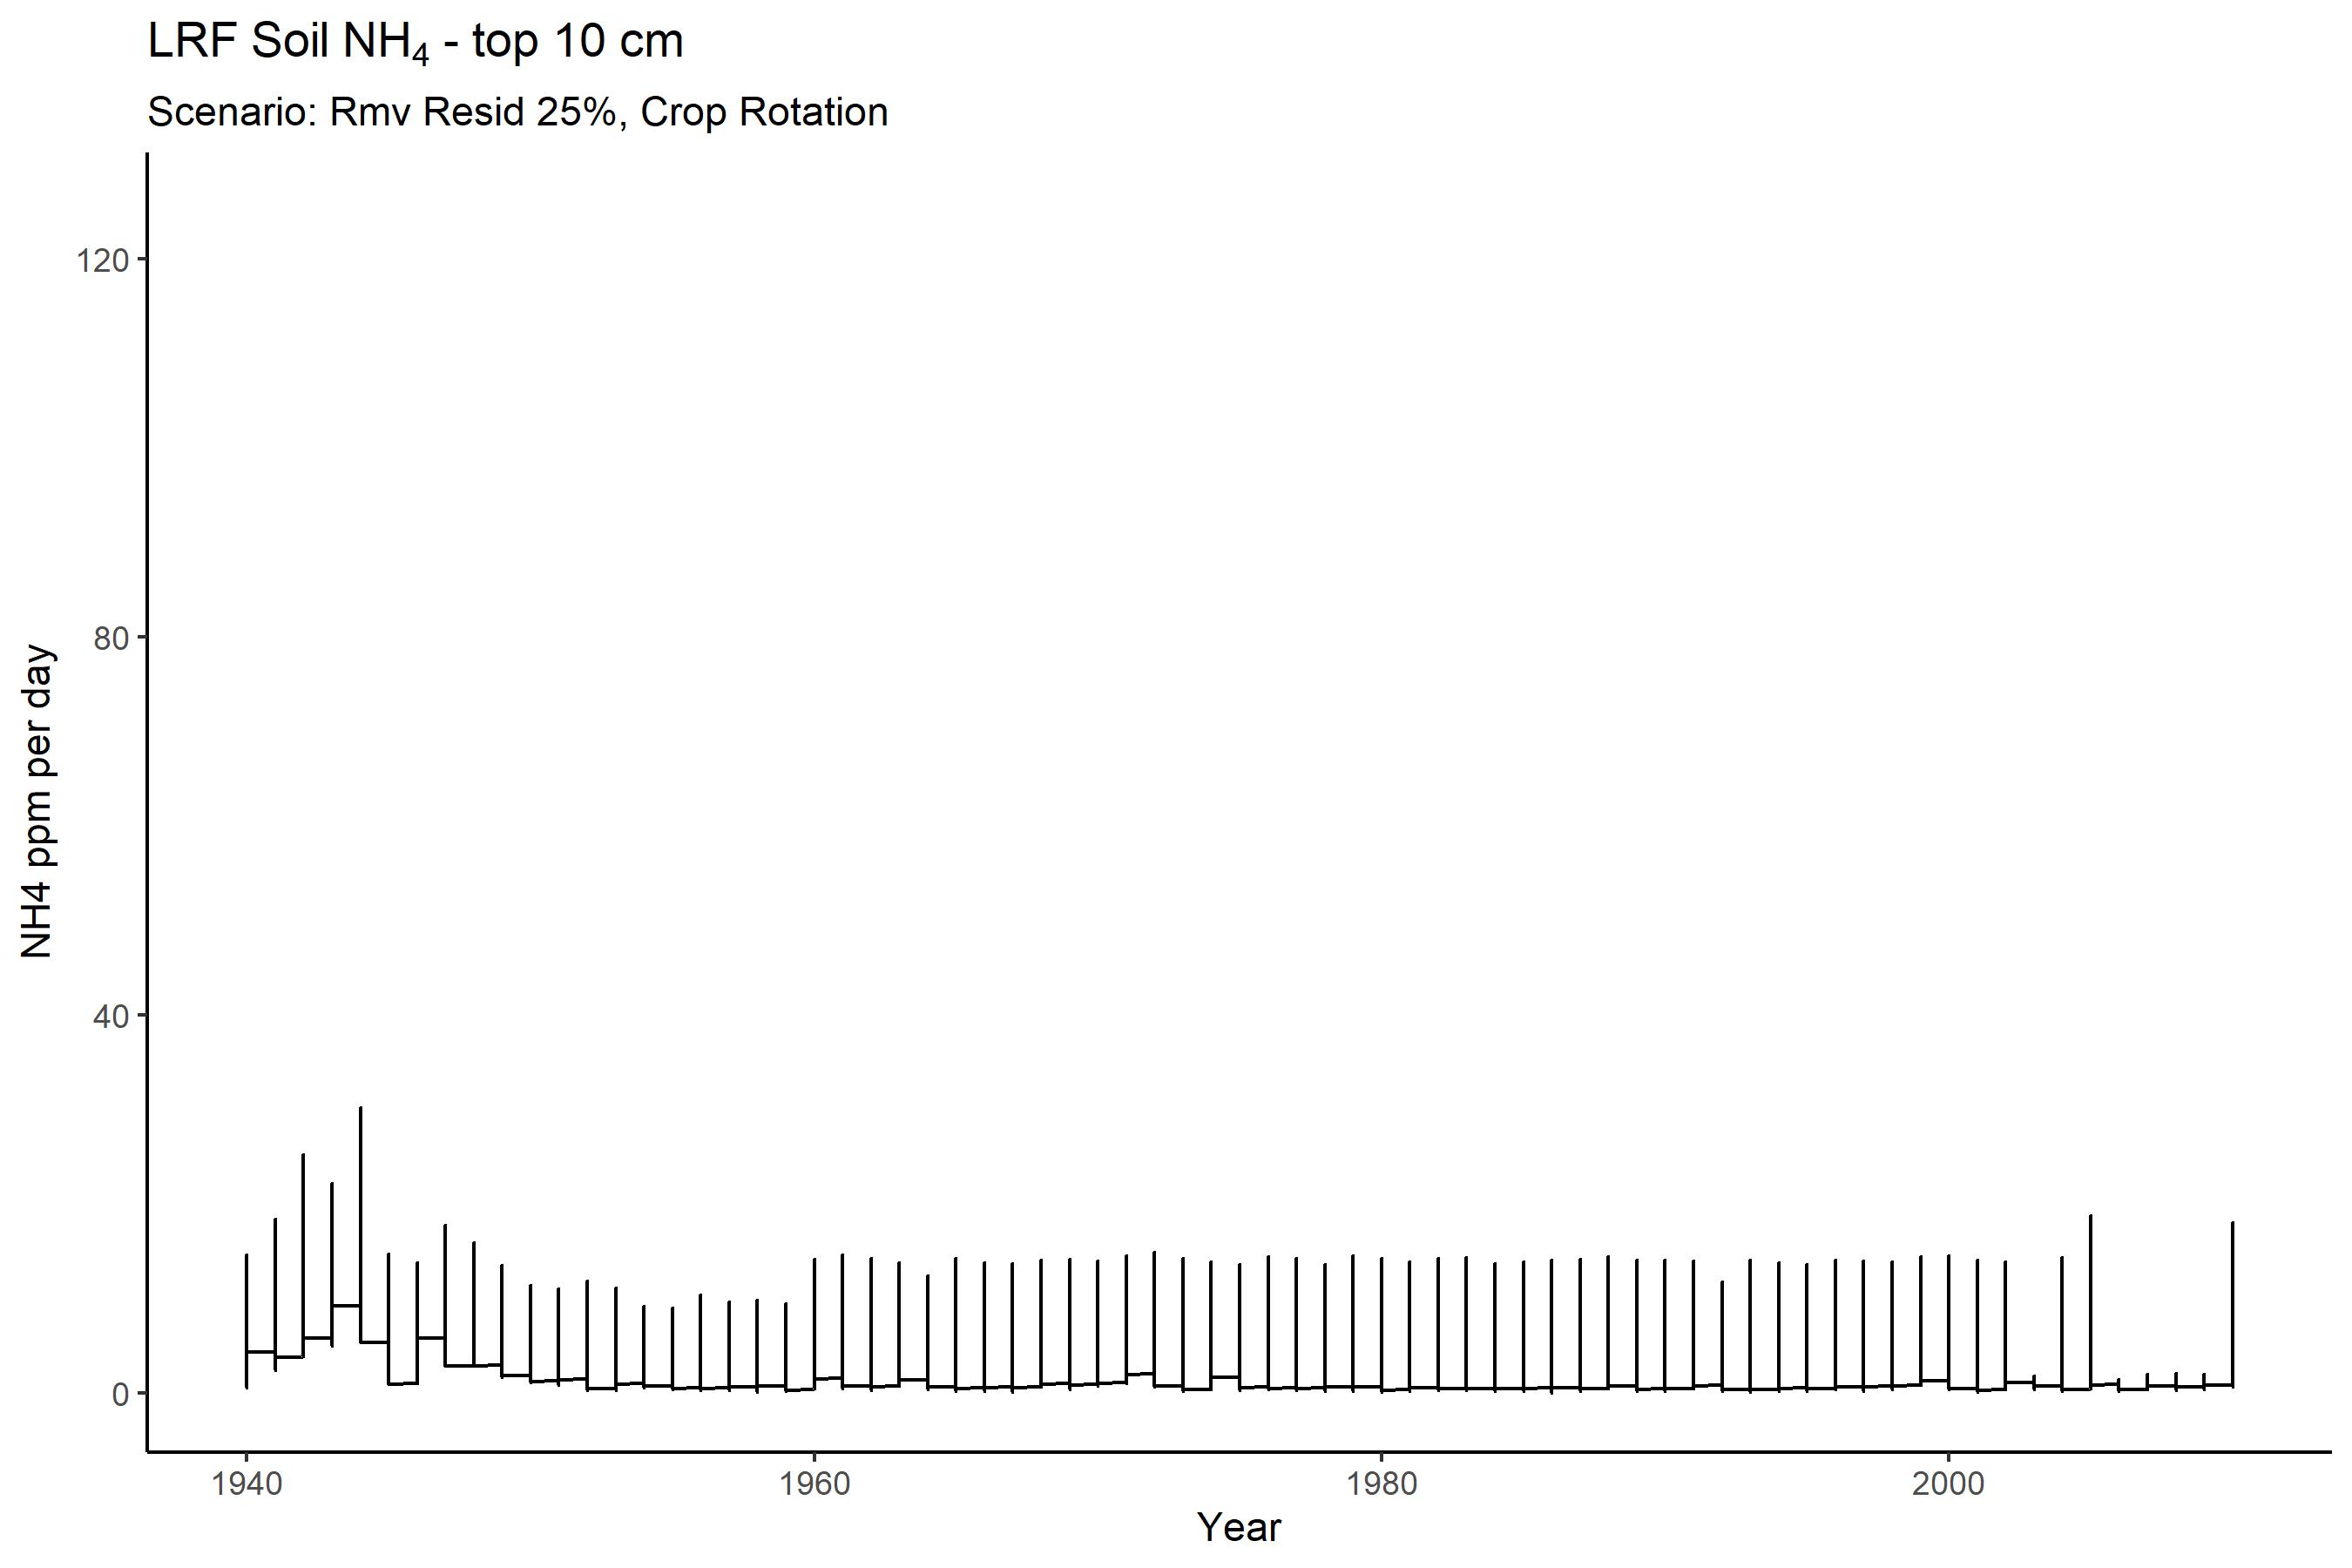 LRF Soil NH₄ - top 10 cm
Scenario: Rmv Resid 25%, Crop Rotation
NH4 ppm per day
120
80
40
0
1940
1960
1980
2000
Year